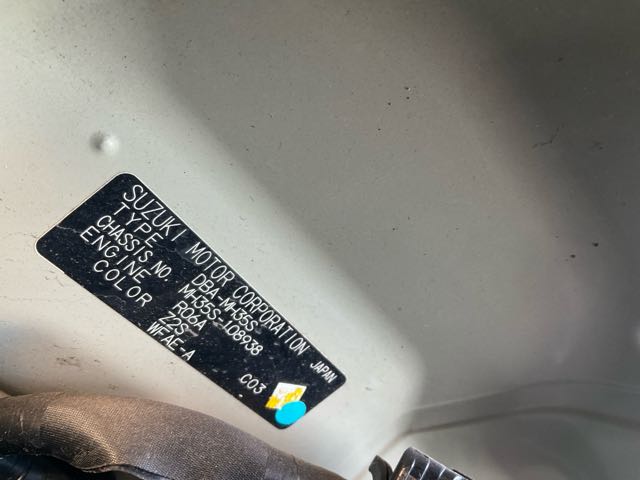 SUZUKI MOTOR CORPORATION JAPAN
TYPE DBA-MH35S
CHASSIS NO. MH35S-108938
ENGINE R06A
COLOR Z2S
WFAE-A C03